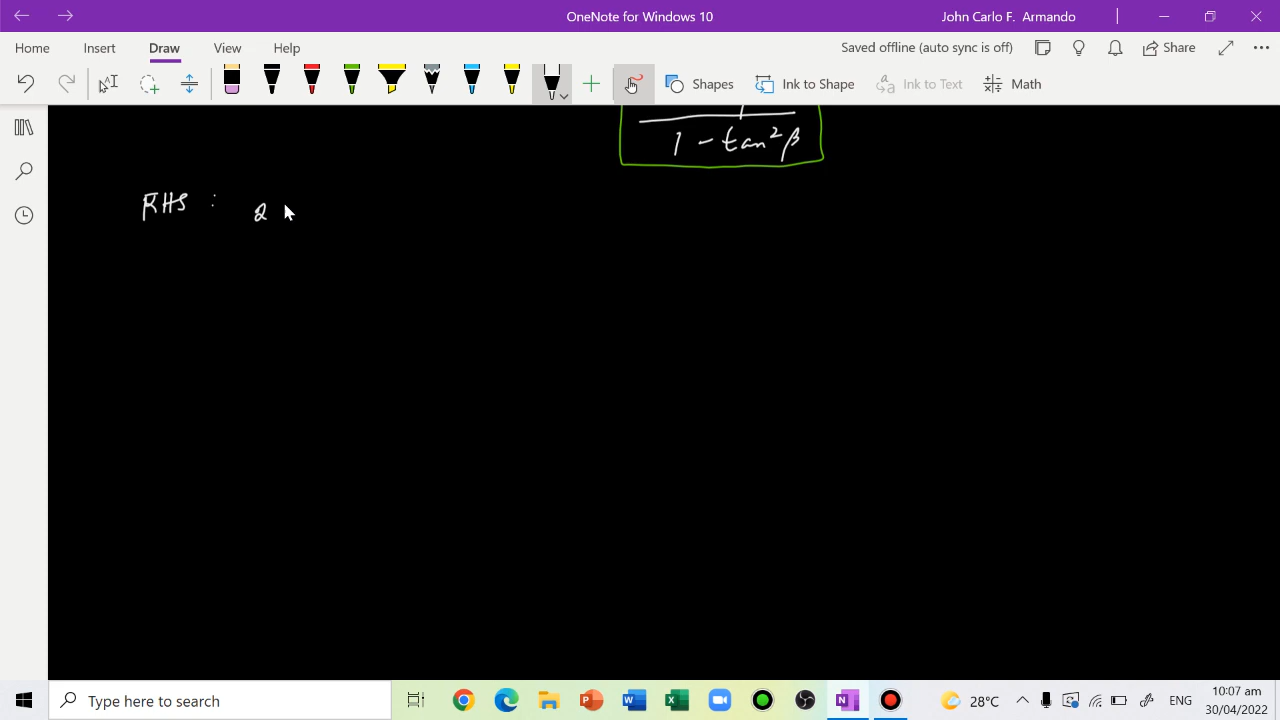 OneNote for Windows 10
John Carlo F. Armando
Home Insert Draw View Help
Saved offline (auto sync is off)
Share
Shapes
Ink to Shape
Ink to Text
Math
1 - tan²β
RHS : 2
Type here to search
28°C
ENG
10:07 am
30/04/2022